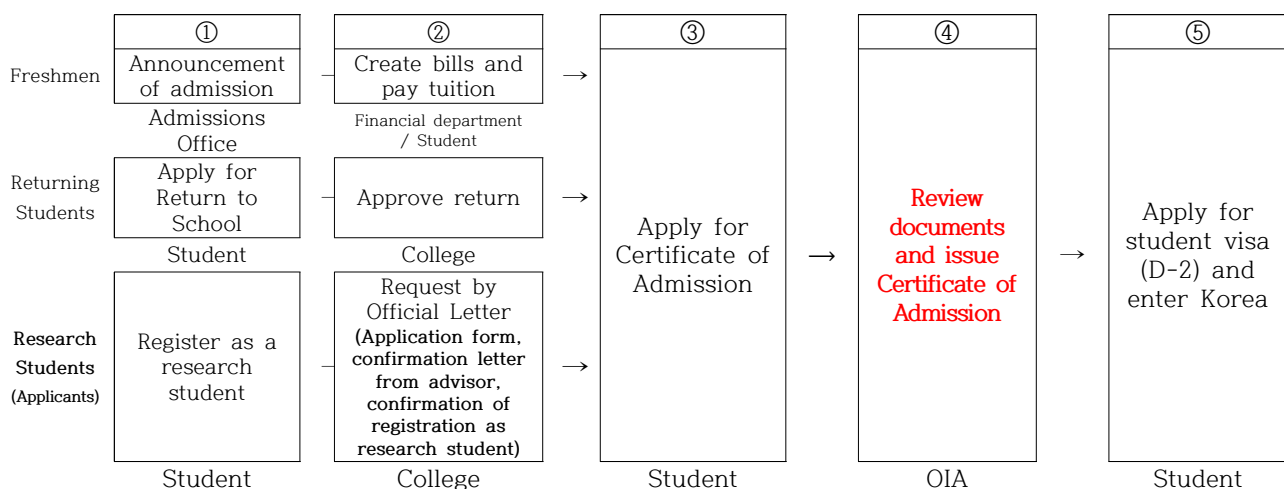 ①
②
③
④
⑤
Freshmen
Announcement
of admission
–
Create bills and
pay tuition
→
Admissions
Office
Financial department
/ Student
Returning
Students
Apply for
Return to
School
–
Approve return
→
Student
College
Research
Students
(Applicants)
Register as a
research
student
–
Request by
Official Letter
(Application form,
confirmation letter
from advisor,
confirmation of
registration as
research student)
→
Student
College
Apply for
Certificate of
Admission
→
Student
Review
documents
and issue
Certificate of
Admission
→
OIA
Apply for
student visa
(D-2) and
enter Korea
Student